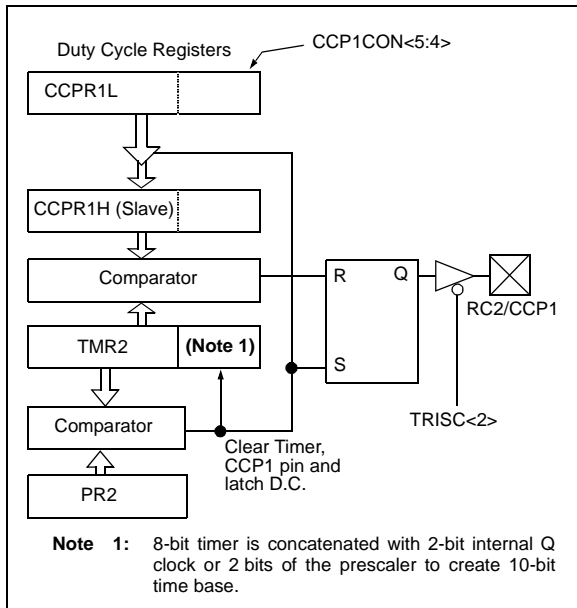 Duty Cycle Registers
CCP1CON<5:4>
CCPR1L
CCPR1H (Slave)
Comparator
R
Q
RC2/CCP1
TMR2
(Note 1)
S
TRISC<2>
Comparator
Clear Timer,
CCP1 pin and
latch D.C.
PR2
Note 1: 8-bit timer is concatenated with 2-bit internal Q
clock or 2 bits of the prescaler to create 10-bit
time base.